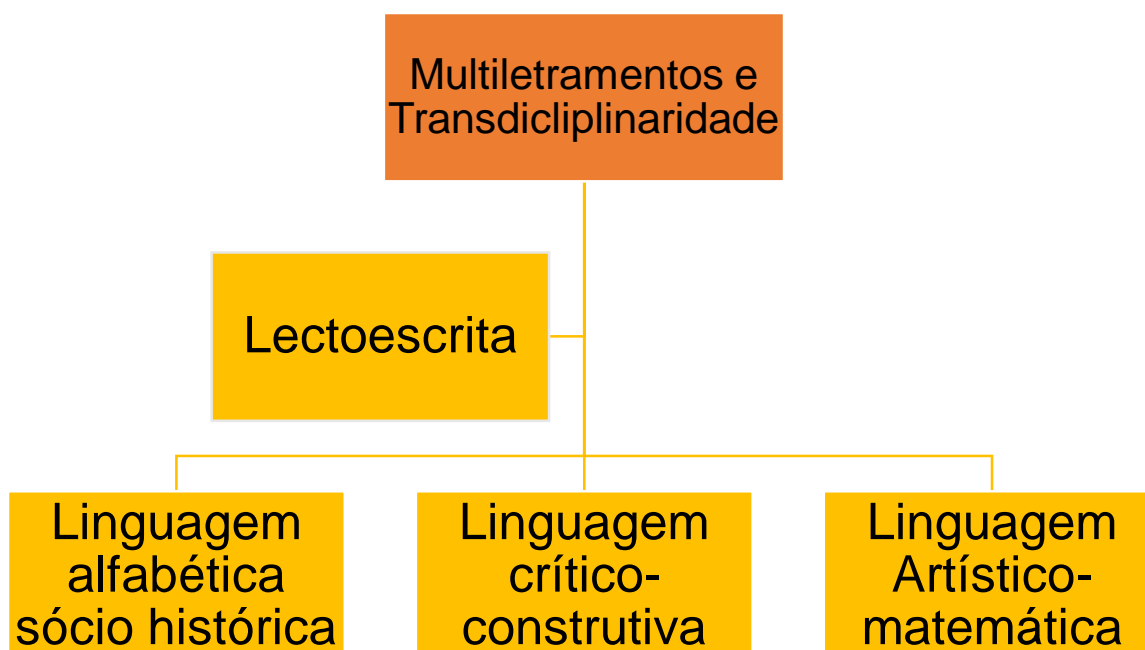 Multiletramentos e
Transdicliplinaridade
Lectoescrita
Linguagem
alfabética
sócio histórica
Linguagem
crítico-
construtiva
Linguagem
Artístico-
matemática